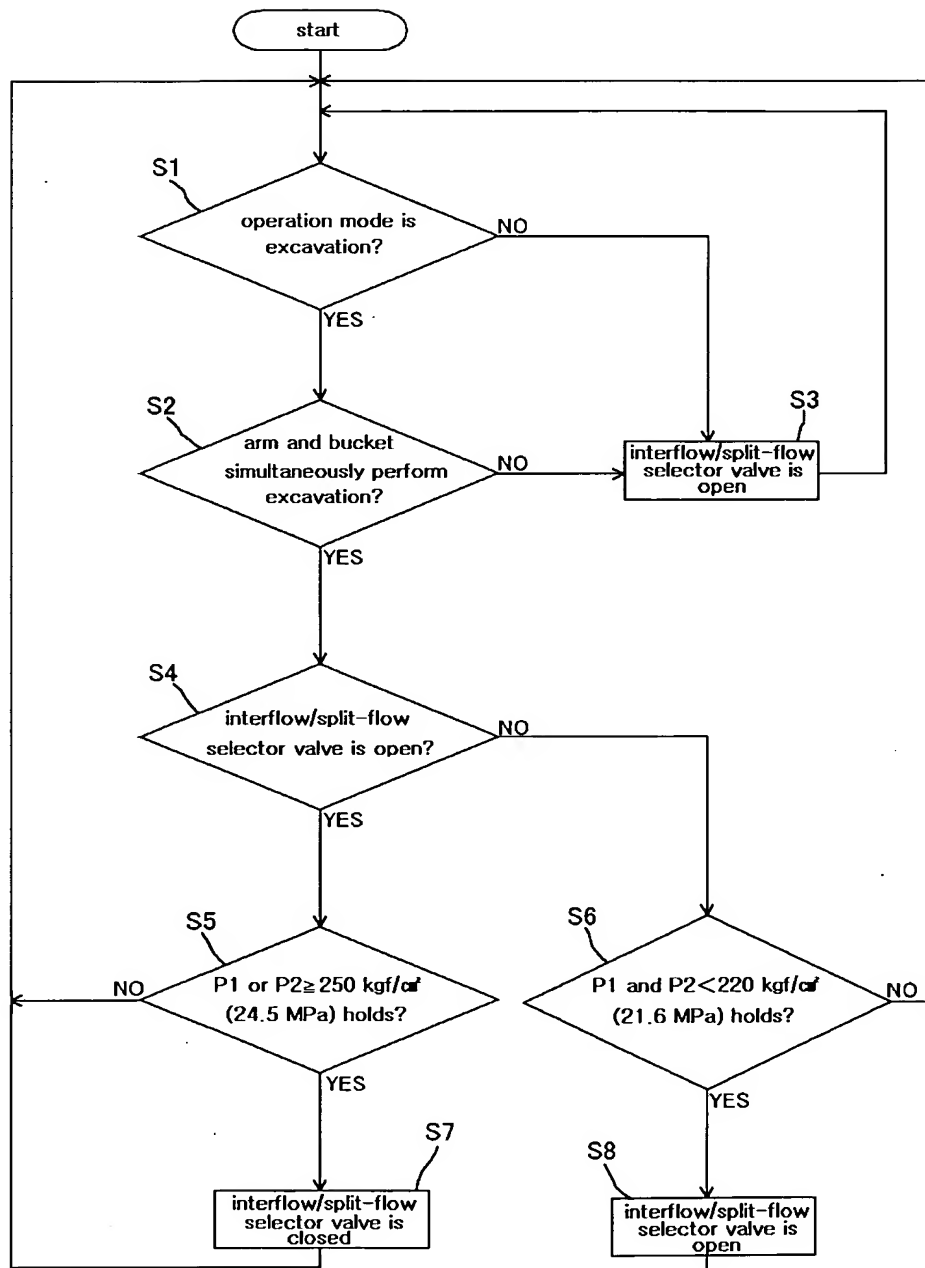 start
S1
operation mode is
excavation?
NO
YES
S2
arm and bucket
simultaneously perform
excavation?
NO
YES
S3
interflow/split-flow
selector valve is
open
S4
interflow/split-flow
selector valve is open?
NO
YES
S5
P1 or P2≧250 kgf/㎠
(24.5 MPa) holds?
NO
YES
S6
P1 and P2<220 kgf/㎠
(21.6 MPa) holds?
NO
YES
S7
interflow/split-flow
selector valve is
closed
S8
interflow/split-flow
selector valve is
open